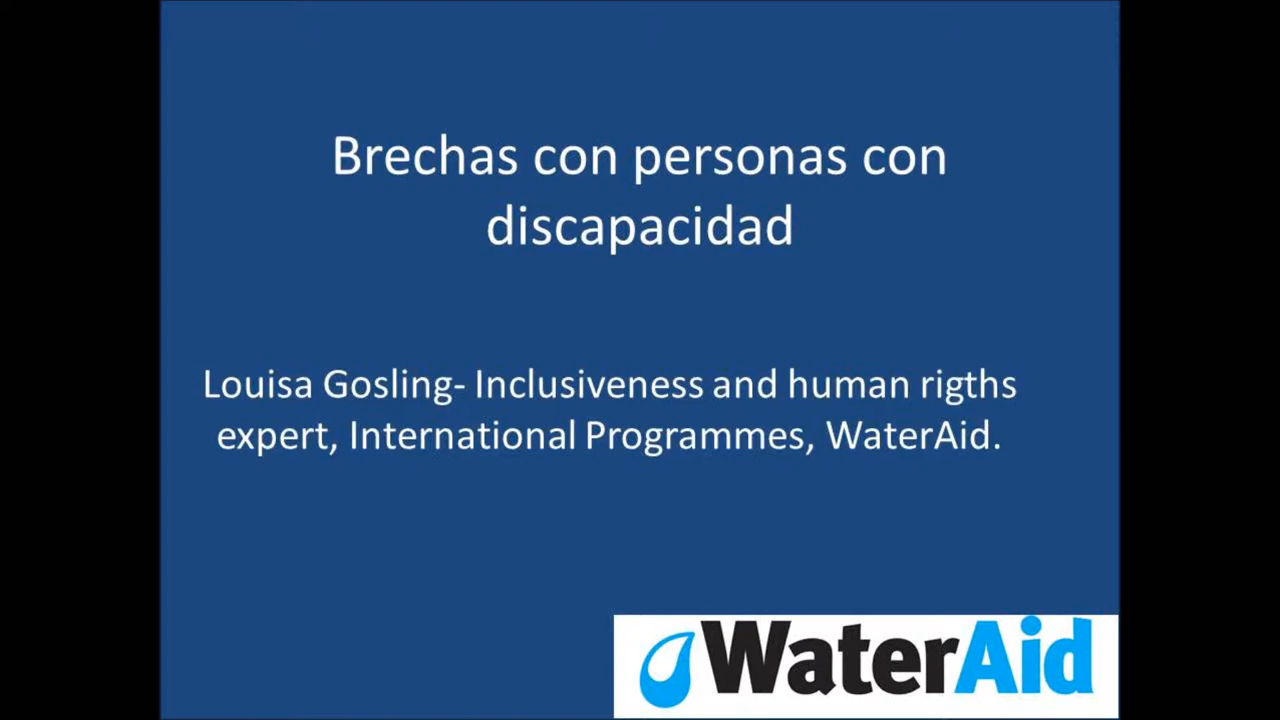 Brechas con personas con
discapacidad
Louisa Gosling- Inclusiveness and human rigths
expert, International Programmes, WaterAid.
WaterAid